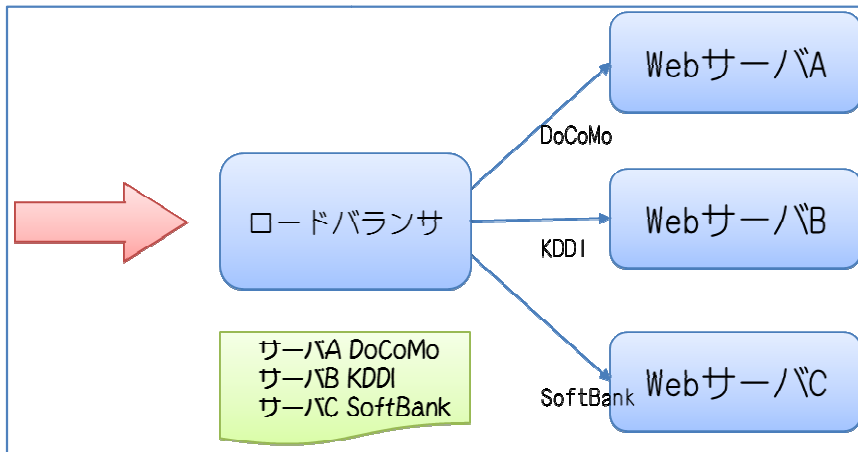 WebサーバA
DoCoMo
ロードバランサ
WebサーバB
KDDI
サーバA DoCoMo
サーバB KDDI
サーバC SoftBank
WebサーバC
SoftBank